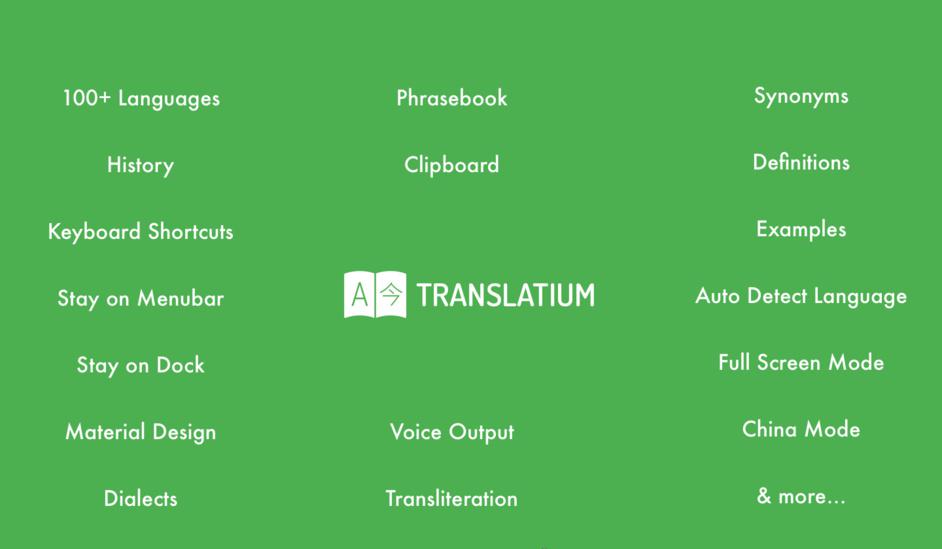 100+ Languages
History
Keyboard Shortcuts
Stay on Menubar
Stay on Dock
Material Design
Dialects
Phrasebook
Clipboard
A 今 TRANSLATIUM
Voice Output
Transliteration
Synonyms
Definitions
Examples
Auto Detect Language
Full Screen Mode
China Mode
& more...